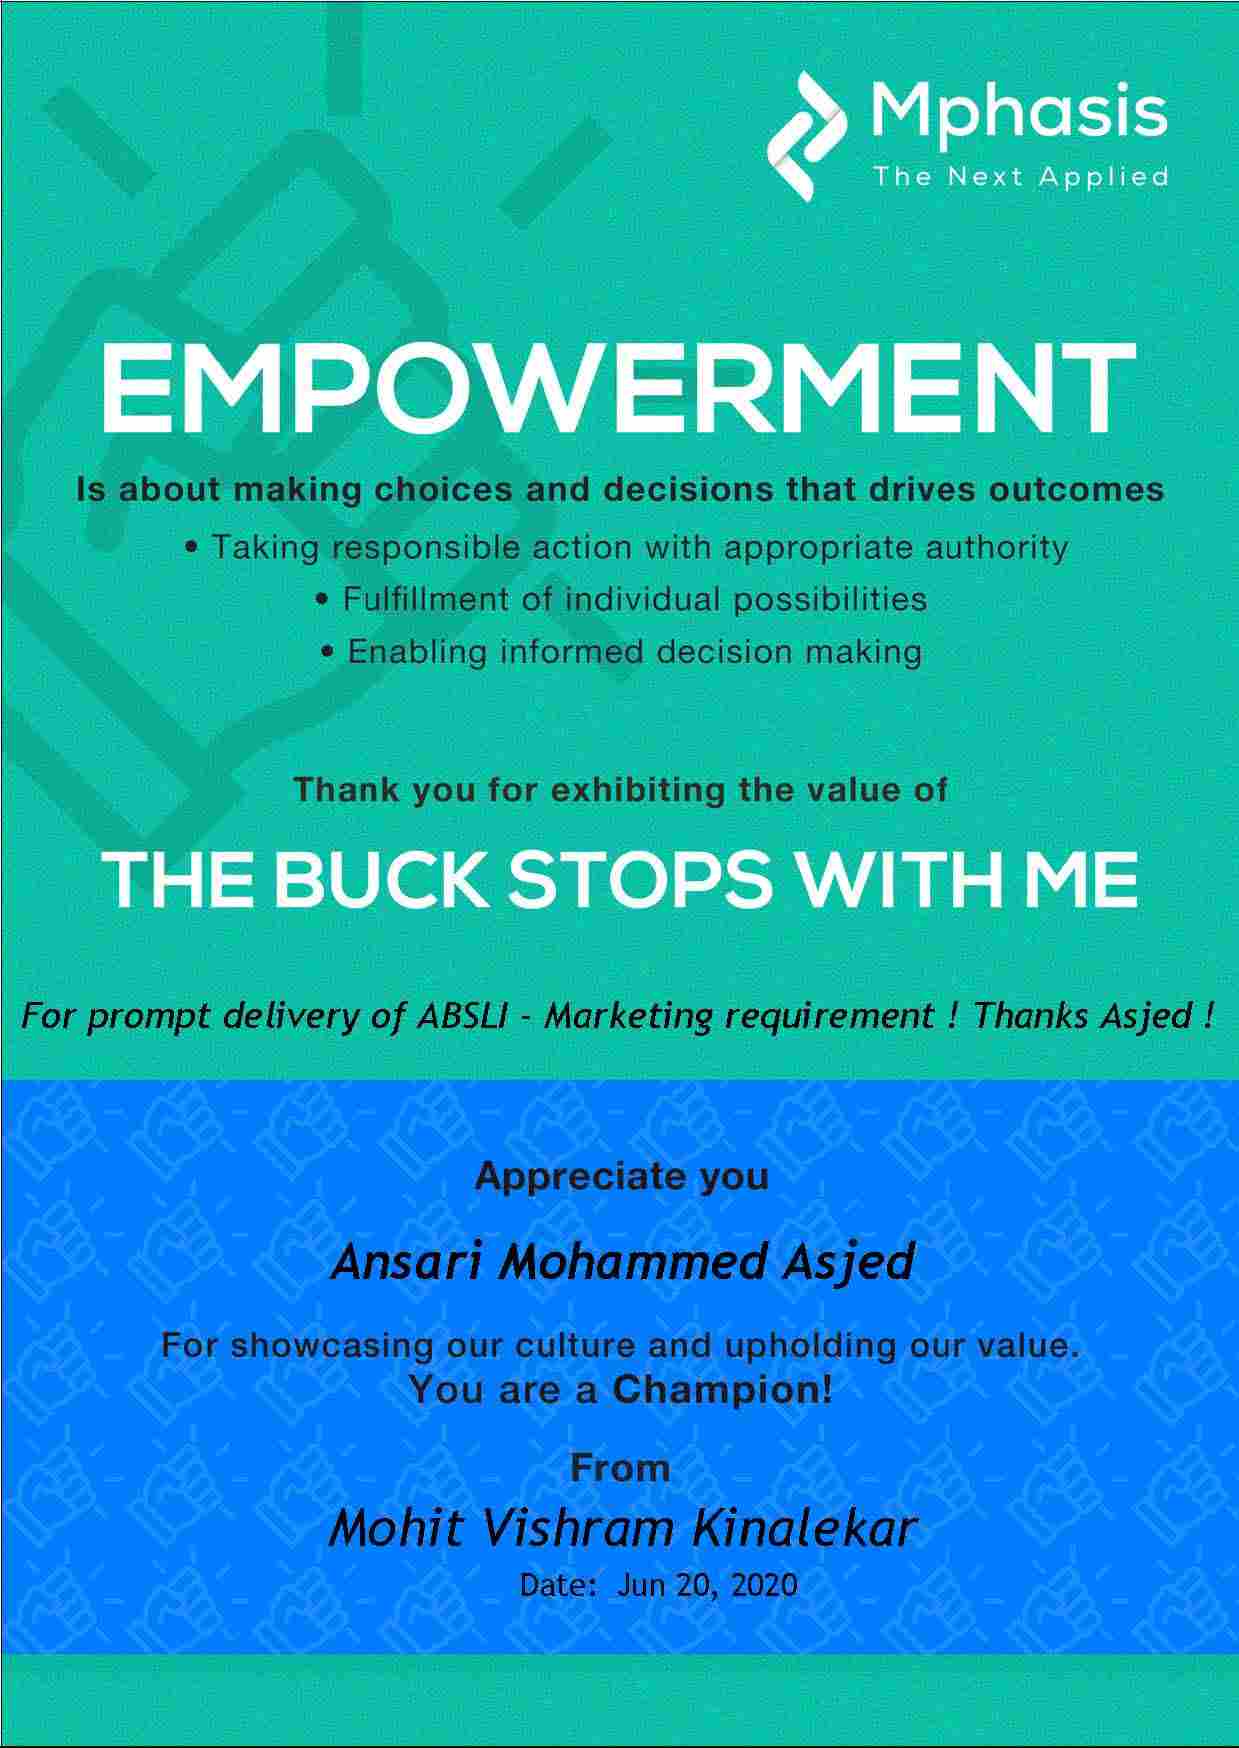 Mphasis
The Next Applied
EMPOWERMENT
Is about making choices and decisions that drives outcomes
• Taking responsible action with appropriate authority
• Fulfillment of individual possibilities
• Enabling informed decision making
Thank you for exhibiting the value of
THE BUCK STOPS WITH ME
For prompt delivery of ABSLI - Marketing requirement ! Thanks Asjed !
Appreciate you
Ansari Mohammed Asjed
For showcasing our culture and upholding our value.
You are a Champion!
From
Mohit Vishram Kinalekar
Date: Jun 20, 2020